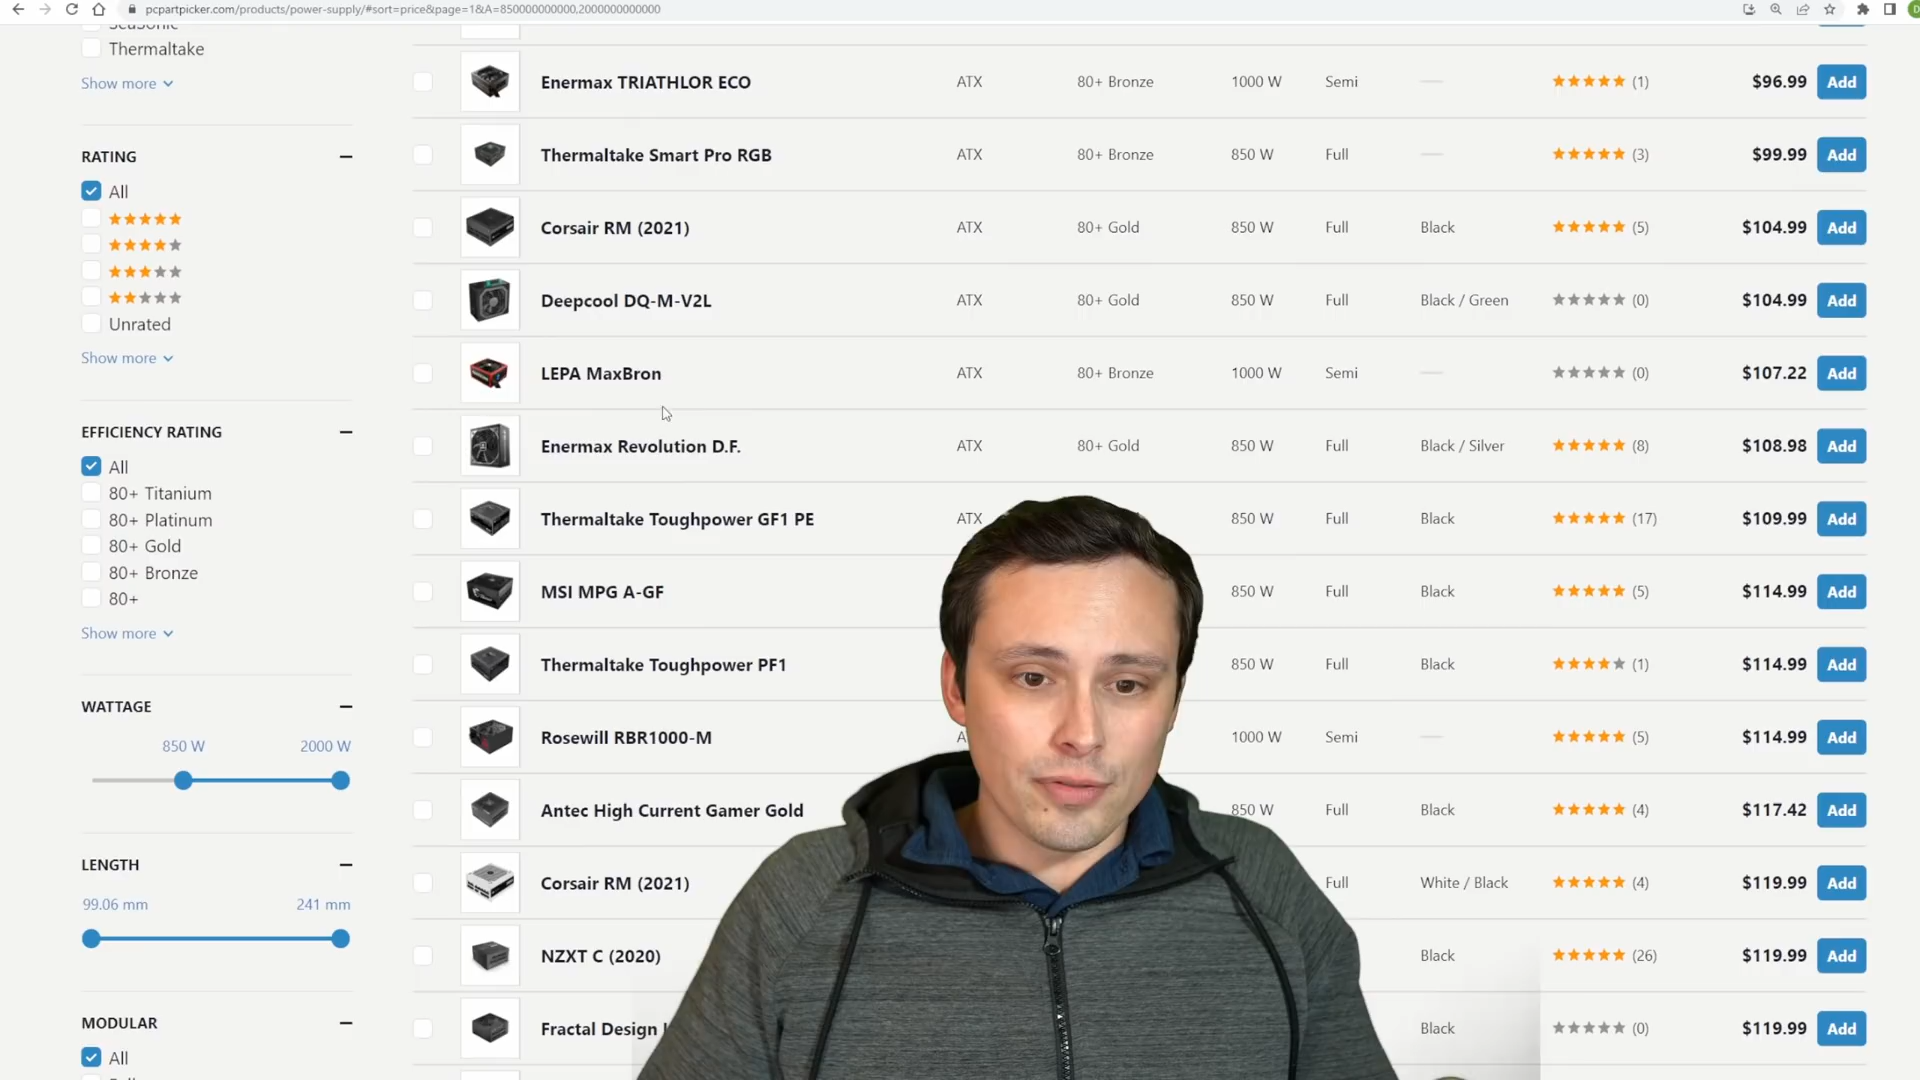 pcpartpicker.com/products/power-supply/#sort=price&page=1&A=850000000000,2000000000000
SeaSonic
Thermaltake
Show more
RATING
All
Unrated
Show more
EFFICIENCY RATING
All
80+ Titanium
80+ Platinum
80+ Gold
80+ Bronze
80+
Show more
WATTAGE
850 W 2000 W
LENGTH
99.06 mm 241 mm
MODULAR
All
Enermax TRIATHLOR ECO ATX 80+ Bronze 1000 W Semi (1) $96.99 Add
Thermaltake Smart Pro RGB ATX 80+ Bronze 850 W Full (3) $99.99 Add
Corsair RM (2021) ATX 80+ Gold 850 W Full Black (5) $104.99 Add
Deepcool DQ-M-V2L ATX 80+ Gold 850 W Full Black / Green (0) $104.99 Add
LEPA MaxBron ATX 80+ Bronze 1000 W Semi (0) $107.22 Add
Enermax Revolution D.F. ATX 80+ Gold 850 W Full Black / Silver (8) $108.98 Add
Thermaltake Toughpower GF1 PE ATX 850 W Full Black (17) $109.99 Add
MSI MPG A-GF 850 W Full Black (5) $114.99 Add
Thermaltake Toughpower PF1 850 W Full Black (1) $114.99 Add
Rosewill RBR1000-M A 1000 W Semi (5) $114.99 Add
Antec High Current Gamer Gold 850 W Full Black (4) $117.42 Add
Corsair RM (2021) Full White / Black (4) $119.99 Add
NZXT C (2020) Black (26) $119.99 Add
Fractal Design Black (0) $119.99 Add